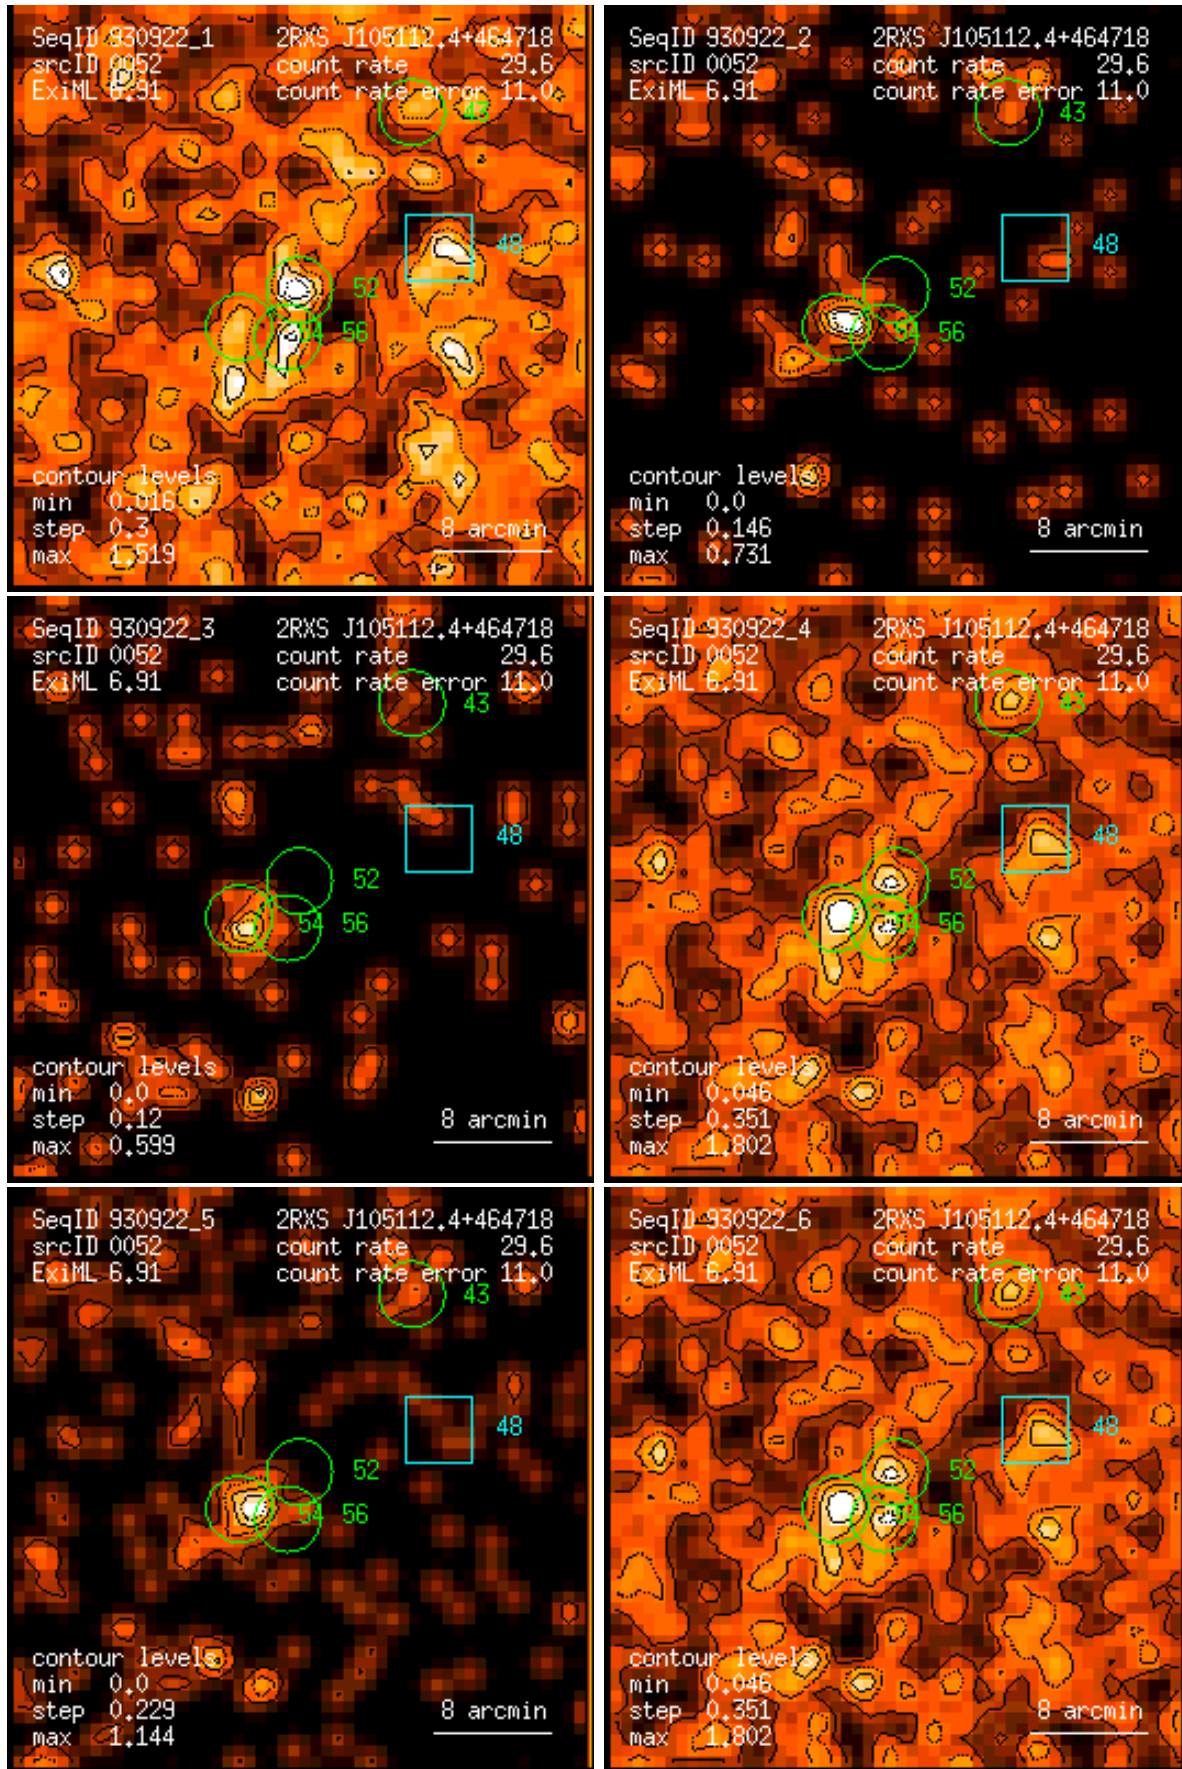 SeqID 930922_1 2RXS J105112.4+464718
srcID 0052 count rate 29.6
ExiML 6.91 count rate error 11.0
43
48
52
54 56
contour levels
min 0.016
step 0.3 8 arcmin
max 1.519
SeqID 930922_2 2RXS J105112.4+464718
srcID 0052 count rate 29.6
ExiML 6.91 count rate error 11.0
43
48
52
54 56
contour levels
min 0.0
step 0.146 8 arcmin
max 0.731
SeqID 930922_3 2RXS J105112.4+464718
srcID 0052 count rate 29.6
ExiML 6.91 count rate error 11.0
43
48
52
54 56
contour levels
min 0.0
step 0.12 8 arcmin
max 0.599
SeqID 930922_4 2RXS J105112.4+464718
srcID 0052 count rate 29.6
ExiML 6.91 count rate error 11.0
43
48
52
54 56
contour levels
min 0.046
step 0.351 8 arcmin
max 1.802
SeqID 930922_5 2RXS J105112.4+464718
srcID 0052 count rate 29.6
ExiML 6.91 count rate error 11.0
43
48
52
54 56
contour levels
min 0.0
step 0.229 8 arcmin
max 1.144
SeqID 930922_6 2RXS J105112.4+464718
srcID 0052 count rate 29.6
ExiML 6.91 count rate error 11.0
43
48
52
54 56
contour levels
min 0.046
step 0.351 8 arcmin
max 1.802